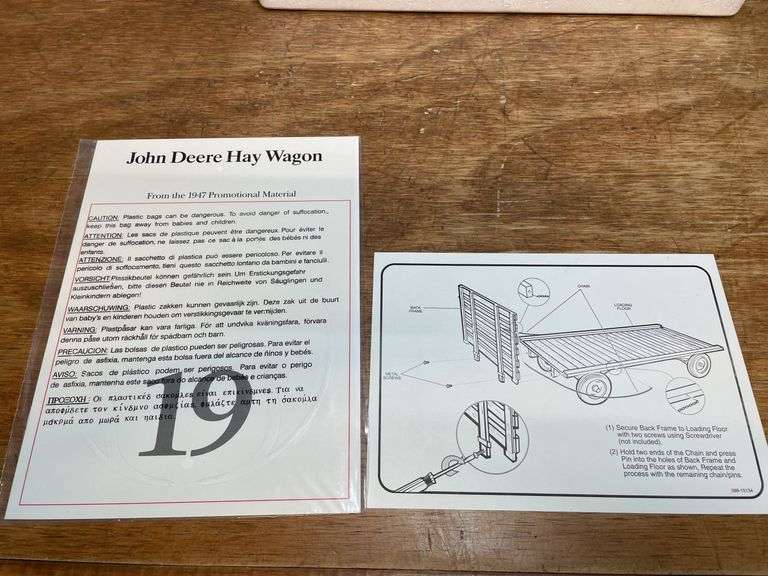 John Deere Hay Wagon
From the 1947 Promotional Material
CAUTION: Plastic bags can be dangerous. To avoid danger of suffocation,
keep this bag away from babies and children.
ATTENTION: Les sacs de plastique peuvent être dangereux. Pour éviter le
danger de suffocation, ne laissez pas ce sac à la portée des bébés ni des
enfants.
ATTENZIONE: Il sacchetto di plastica può essere pericoloso. Per evitare il
pericolo di soffocamento, tieni questo sacchetto lontano da bambini e fanciulli.
VORSICHT: Plastikbeutel können gefährlich sein. Um Erstickungsgefahr
auszuschließen, bitte diesen Beutel nie in Reichweite von Säuglingen und
Kleinkindern ablegen!
WAARSCHUWING: Plastic zakken kunnen gevaarlijk zijn. Deze zak uit de buurt
van baby's en kinderen houden om verstikkingsgevaar te vermijden.
VARNING: Plastpåsar kan vara farliga. För att undvika kväningsfara, förvara
denna påse utom räckhåll för spädbarn och barn.
PRECAUCION: Las bolsas de plastico pueden ser peligrosas. Para evitar el
peligro de asfixia, mantenga esta bolsa fuera del alcance de niños y bebés.
AVISO: Sacos de plástico podem ser perigosos. Para evitar o perigo
de asfixia, mantenha este saco fora do alcance de bebés e crianças.
ΠΡΟΣΟΧΗ: Οι πλαστικές σακούλες είναι επικίνδυνες. Για να
19
BACK
FRAME
CHAIN
LOADING
FLOOR
METAL
SCREWS
(1) Secure Back Frame to Loading Floor
with two screws using Screwdriver
(not included).
(2) Hold two ends of the Chain and press
Pin into the holes of Back Frame and
Loading Floor as shown, Repeat the
process with the remaining chain/pins.